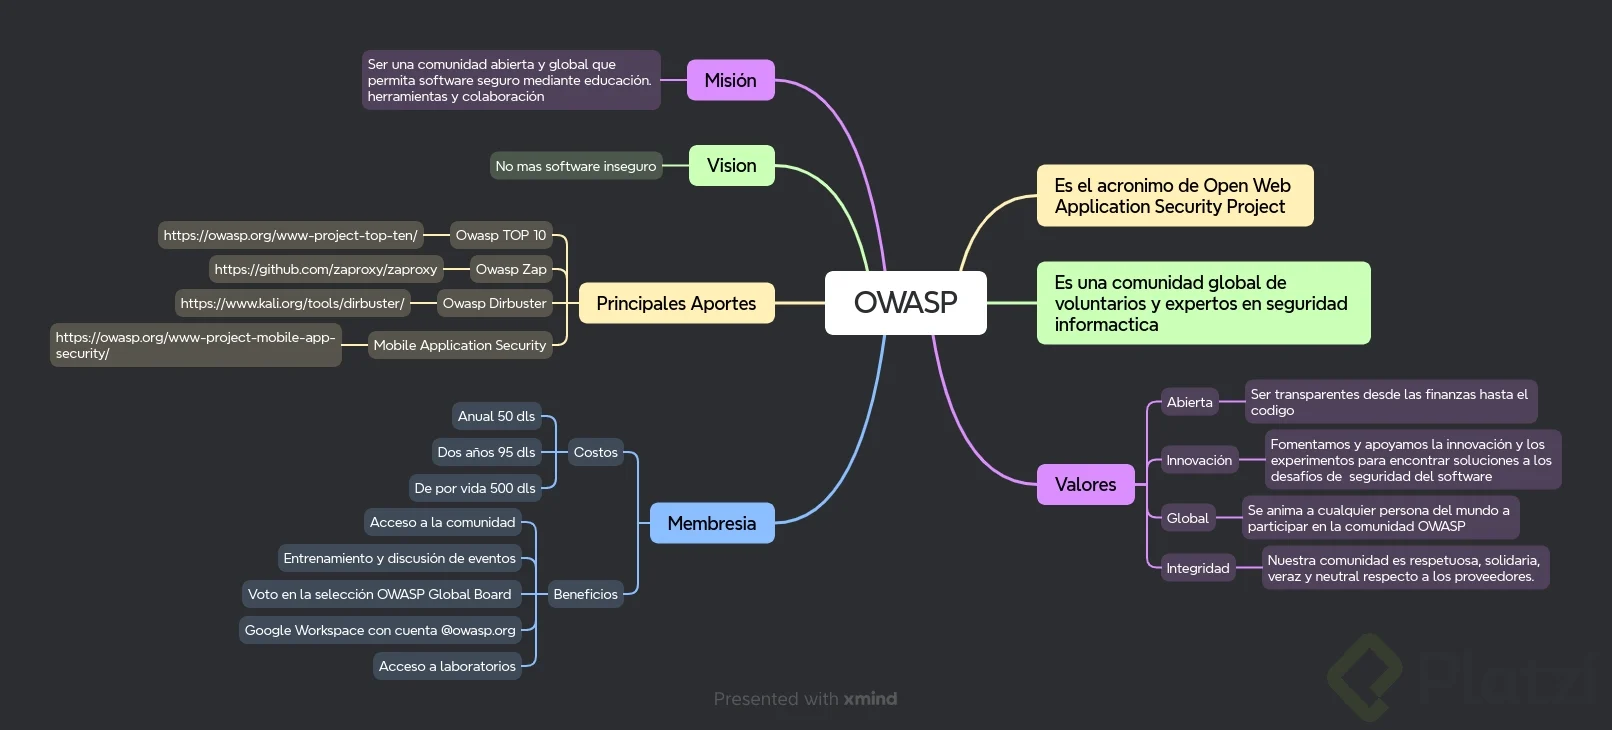 OWASP
Es el acronimo de Open Web
Application Security Project
Es una comunidad global de
voluntarios y expertos en seguridad
informactica
Valores
Abierta
Ser transparentes desde las finanzas hasta el
codigo
Innovación
Fomentamos y apoyamos la innovación y los
experimentos para encontrar soluciones a los
desafíos de seguridad del software
Global
Se anima a cualquier persona del mundo a
participar en la comunidad OWASP
Integridad
Nuestra comunidad es respetuosa, solidaria,
veraz y neutral respecto a los proveedores.
Misión
Ser una comunidad abierta y global que
permita software seguro mediante educación.
herramientas y colaboración
Vision
No mas software inseguro
Principales Aportes
Owasp TOP 10
https://owasp.org/www-project-top-ten/
Owasp Zap
https://github.com/zaproxy/zaproxy
Owasp Dirbuster
https://www.kali.org/tools/dirbuster/
Mobile Application Security
https://owasp.org/www-project-mobile-app-
security/
Membresia
Costos
Anual 50 dls
Dos años 95 dls
De por vida 500 dls
Beneficios
Acceso a la comunidad
Entrenamiento y discusión de eventos
Voto en la selección OWASP Global Board
Google Workspace con cuenta @owasp.org
Acceso a laboratorios
Presented with xmind
Platzi